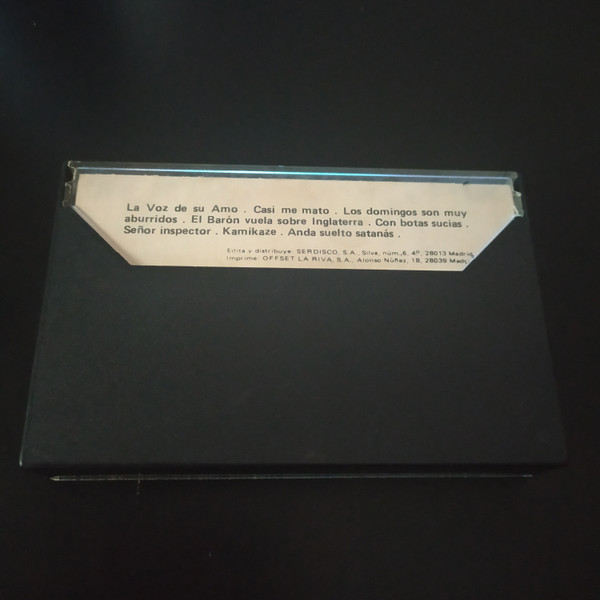 La Voz de su Amo . Casi me mato . Los domingos son muy
aburridos . El Barón vuela sobre Inglaterra . Con botas sucias .
Señor inspector . Kamikaze . Anda suelto satanás .
Edita y distribuye: SERDISCO, S.A., Silva, núm., 6, 4º, 28013 Madrid
Imprime: OFFSET LA RIVA, S.A., Alonso Núñez, 18, 28039